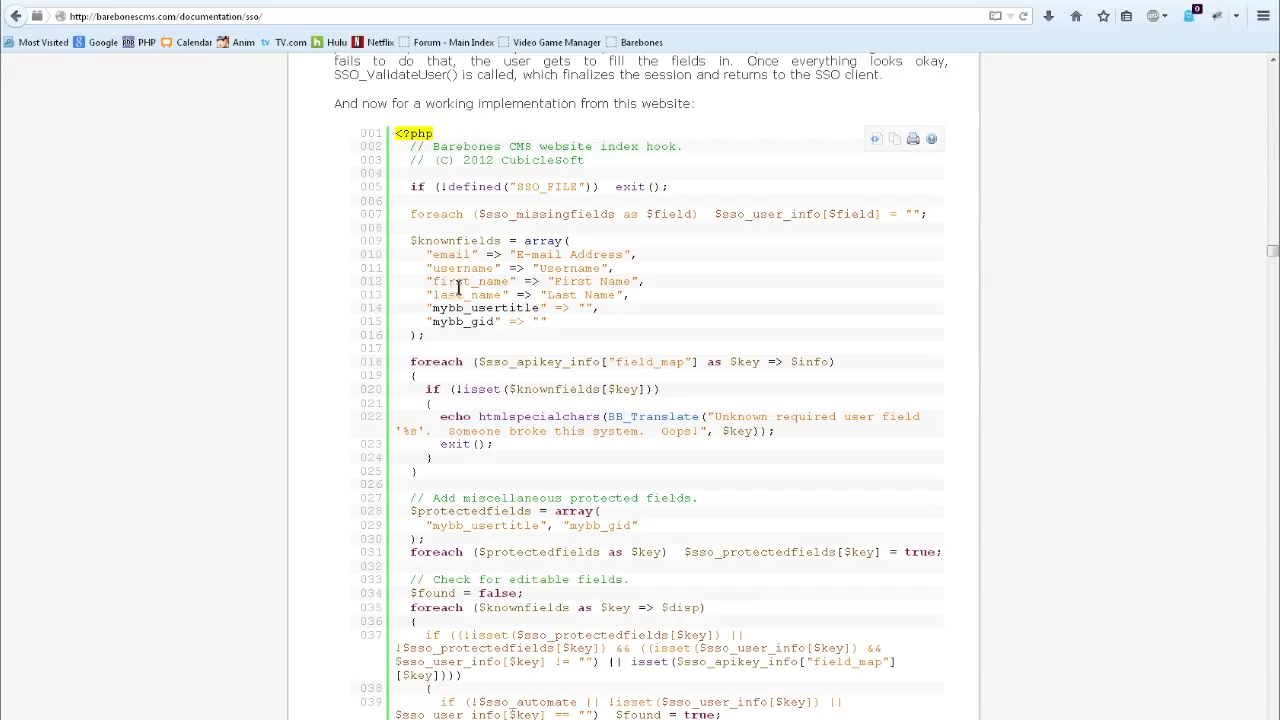 http://barebonescms.com/documentation/sso/
0
Most Visited Google PHP Calendar Anim TV.com Hulu Netflix Forum - Main Index Video Game Manager Barebones
fails to do that, the user gets to fill the fields in. Once everything looks okay,
SSO_ValidateUser() is called, which finalizes the session and returns to the SSO client.
And now for a working implementation from this website:
001 <?php
002 // Barebones CMS website index hook.
003 // (C) 2012 CubicleSoft
004
005 if (!defined("SSO_FILE")) exit();
006
007 foreach ($sso_missingfields as $field) $sso_user_info[$field] = "";
008
009 $knownfields = array(
010 "email" => "E-mail Address",
011 "username" => "Username",
012 "first_name" => "First Name",
013 "last_name" => "Last Name",
014 "mybb_usertitle" => "",
015 "mybb_gid" => ""
016 );
017
018 foreach ($sso_apikey_info["field_map"] as $key => $info)
019 {
020 if (!isset($knownfields[$key]))
021 {
022 echo htmlspecialchars(BB_Translate("Unknown required user field
'%s'. Someone broke this system. Oops!", $key));
023 exit();
024 }
025 }
026
027 // Add miscellaneous protected fields.
028 $protectedfields = array(
029 "mybb_usertitle", "mybb_gid"
030 );
031 foreach ($protectedfields as $key) $sso_protectedfields[$key] = true;
032
033 // Check for editable fields.
034 $found = false;
035 foreach ($knownfields as $key => $disp)
036 {
037 if ((!isset($sso_protectedfields[$key]) ||
!$sso_protectedfields[$key]) && ((isset($sso_user_info[$key]) &&
$sso_user_info[$key] != "") || isset($sso_apikey_info["field_map"]
[$key])))
038 {
039 if (!$sso_automate || !isset($sso_user_info[$key]) ||
$sso_user_info[$key] == "") $found = true;